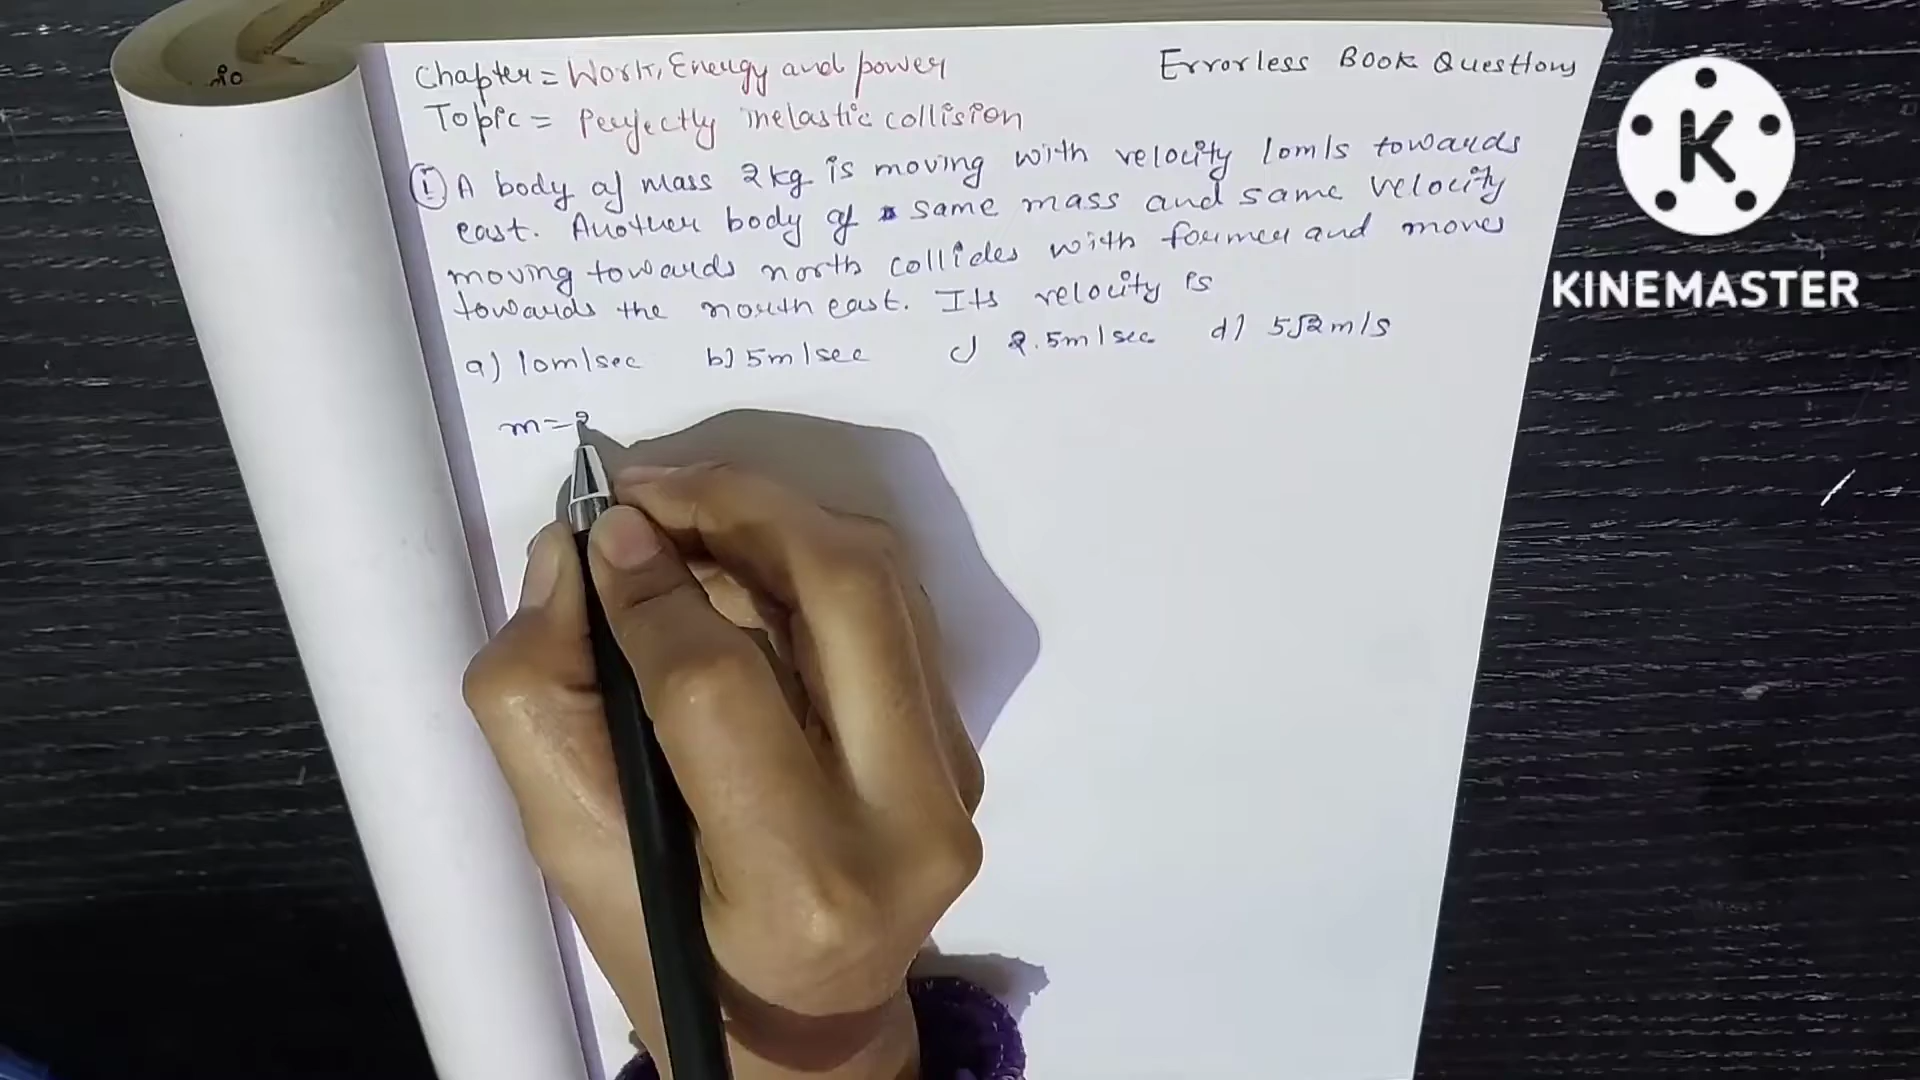 Chapter = Work, Energy and power
Errorless Book Questions
Topic = Perfectly inelastic collision
① A body of mass 2kg is moving with velocity 10m/s towards
east. Another body of same mass and same velocity
moving towards north collides with former and moves
towards the north east. Its velocity is
a) 10m/sec b) 5m/sec c) 2.5m/sec d) 5√2m/s
m=2
K
KINEMASTER